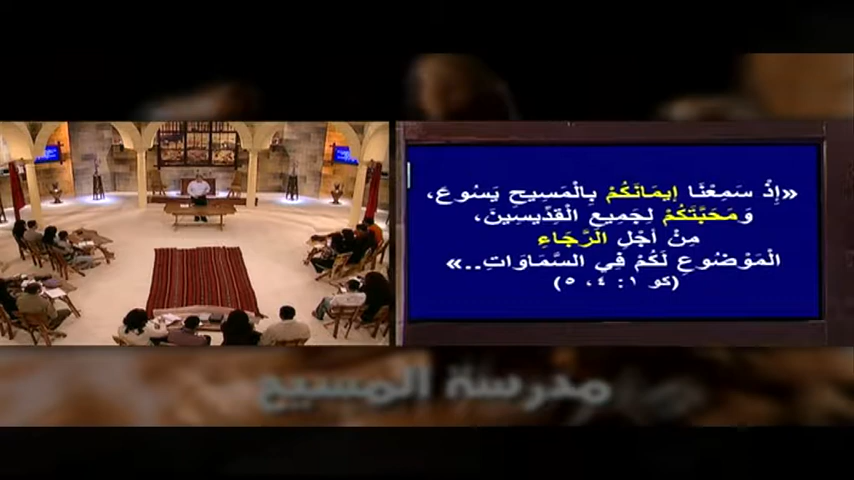 «إِذْ سَمِعْنَا إِيمَانَكُمْ بِالْمَسِيحِ يَسُوعَ،
وَمَحَبَّتَكُمْ لِجَمِيعِ الْقِدِّيسِينَ،
مِنْ أَجْلِ الرَّجَاءِ
الْمَوْضُوعِ لَكُمْ فِي السَّمَاوَاتِ..»
(كو ١: ٤، ٥)
مدرسة المسيح